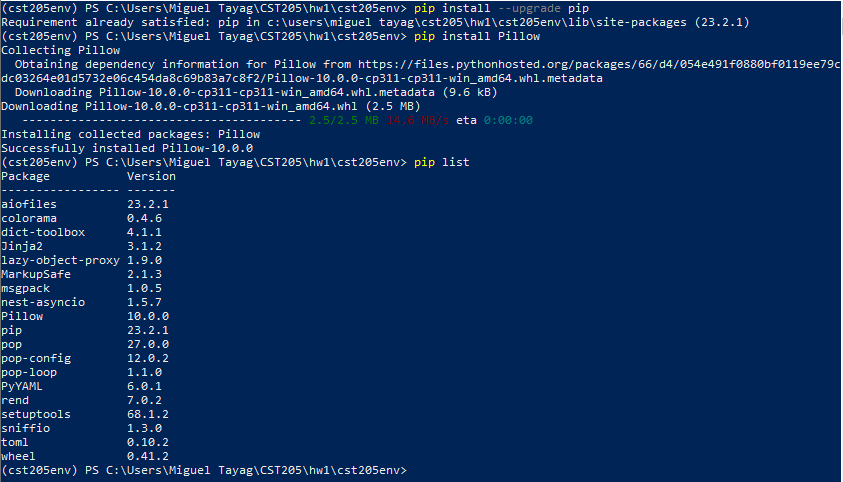 (cst205env) PS C:\Users\Miguel Tayag\CST205\hw1\cst205env> pip install --upgrade pip
Requirement already satisfied: pip in c:\users\miguel tayag\cst205\hw1\cst205env\lib\site-packages (23.2.1)
(cst205env) PS C:\Users\Miguel Tayag\CST205\hw1\cst205env> pip install Pillow
Collecting Pillow
  Obtaining dependency information for Pillow from https://files.pythonhosted.org/packages/66/d4/054e491f0880bf0119ee79c
dc03264e01d5732e06c454da8c69b83a7c8f2/Pillow-10.0.0-cp311-cp311-win_amd64.whl.metadata
  Downloading Pillow-10.0.0-cp311-cp311-win_amd64.whl.metadata (9.6 kB)
Downloading Pillow-10.0.0-cp311-cp311-win_amd64.whl (2.5 MB)
   ---------------------------------------- 2.5/2.5 MB 14.6 MB/s eta 0:00:00
Installing collected packages: Pillow
Successfully installed Pillow-10.0.0
(cst205env) PS C:\Users\Miguel Tayag\CST205\hw1\cst205env> pip list
Package           Version
----------------- -------
aiofiles          23.2.1
colorama          0.4.6
dict-toolbox      4.1.1
Jinja2            3.1.2
lazy-object-proxy 1.9.0
MarkupSafe        2.1.3
msgpack           1.0.5
nest-asyncio      1.5.7
Pillow            10.0.0
pip               23.2.1
pop               27.0.0
pop-config        12.0.2
pop-loop          1.1.0
PyYAML            6.0.1
rend              7.0.2
setuptools        68.1.2
sniffio           1.3.0
toml              0.10.2
wheel             0.41.2
(cst205env) PS C:\Users\Miguel Tayag\CST205\hw1\cst205env>